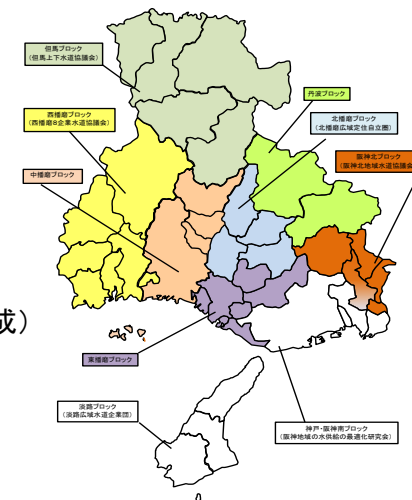 但馬ブロック
(但馬上下水道協議会)
丹波ブロック
西播磨ブロック
(西播磨8企業水道協議会)
北播磨ブロック
(北播磨広域定住自立圏)
阪神北ブロック
(阪神北地域水道協議会
中播磨ブロック
成)
東播磨ブロック
淡路ブロック
(淡路広域水道企業団)
神戸・阪神南ブロック
(阪神地域の水供給の最適化研究会)